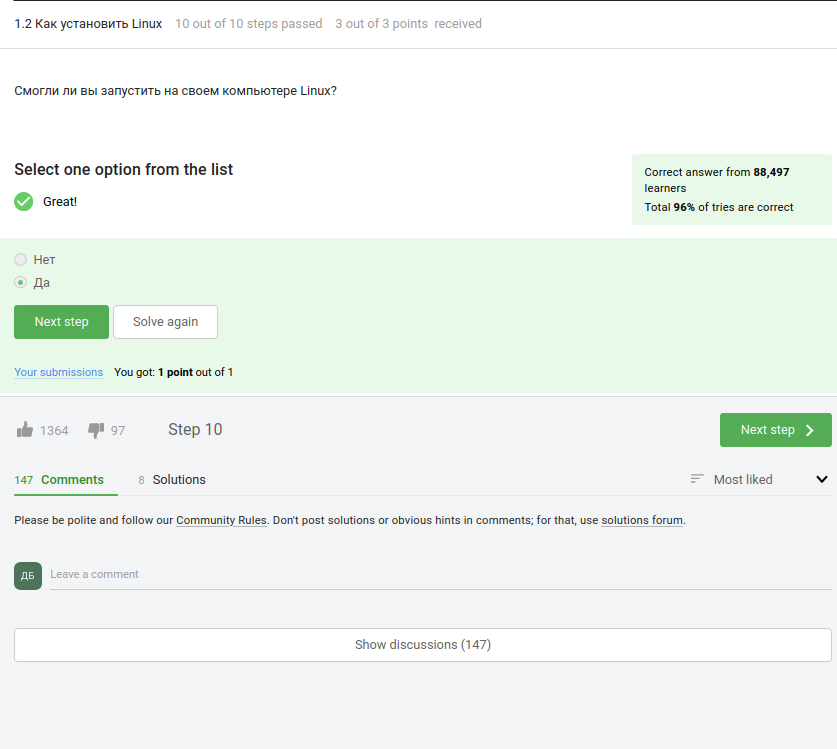 1.2 Как установить Linux 10 out of 10 steps passed 3 out of 3 points received
Смогли ли вы запустить на своем компьютере Linux?
Select one option from the list
Great!
Correct answer from 88,497
learners
Total 96% of tries are correct
Нет
Да
Next step Solve again
Your submissions You got: 1 point out of 1
1364 97 Step 10 Next step
147 Comments 8 Solutions Most liked
Please be polite and follow our Community Rules. Don't post solutions or obvious hints in comments; for that, use solutions forum.
ДБ Leave a comment
Show discussions (147)